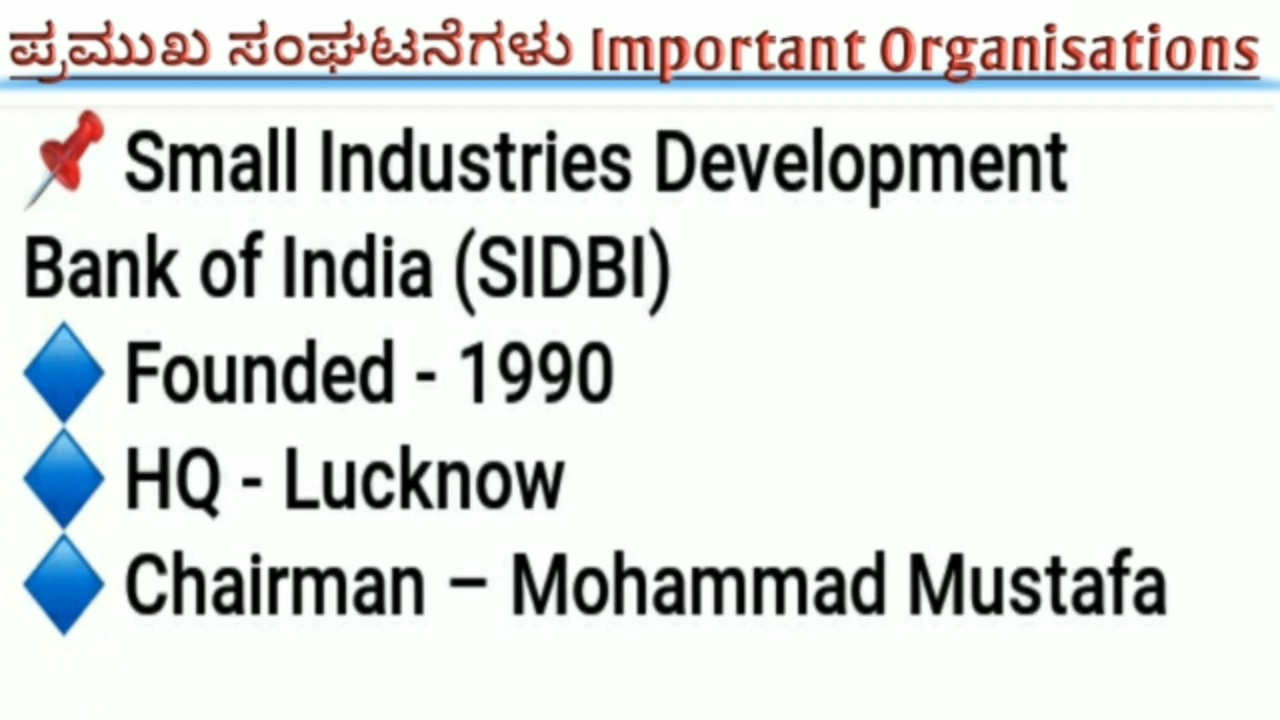 ಪ್ರಮುಖ ಸಂಘಟನೆಗಳು Important Organisations
📌 Small Industries Development
Bank of India (SIDBI)
🔷 Founded - 1990
🔷 HQ - Lucknow
🔷 Chairman – Mohammad Mustafa